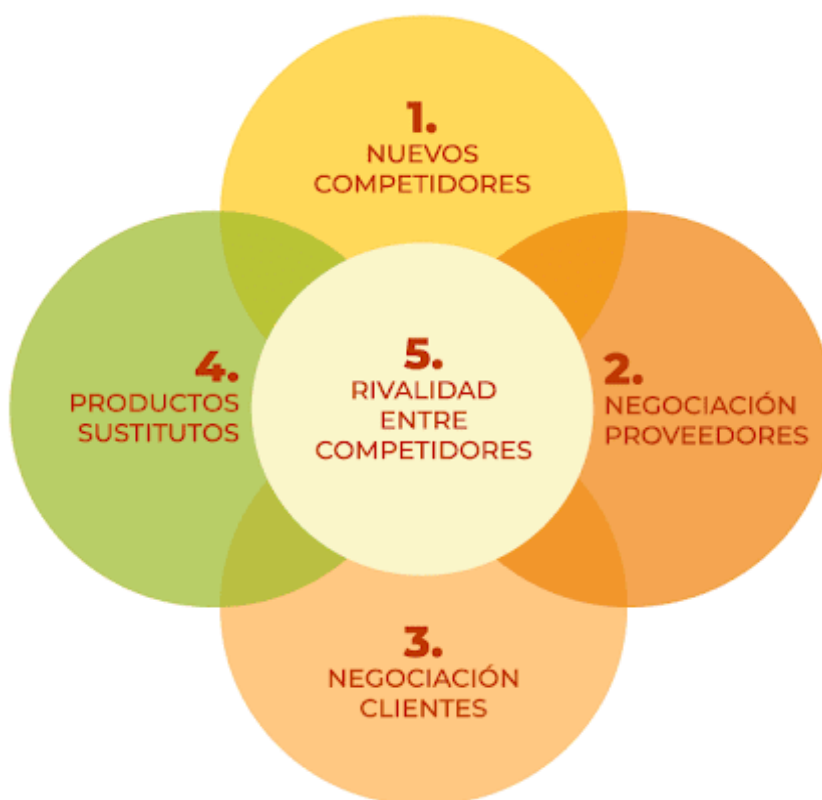 1.
NUEVOS
COMPETIDORES
4.
PRODUCTOS
SUSTITUTOS
5.
RIVALIDAD
ENTRE
COMPETIDORES
2.
NEGOCIACIÓN
PROVEEDORES
3.
NEGOCIACIÓN
CLIENTES